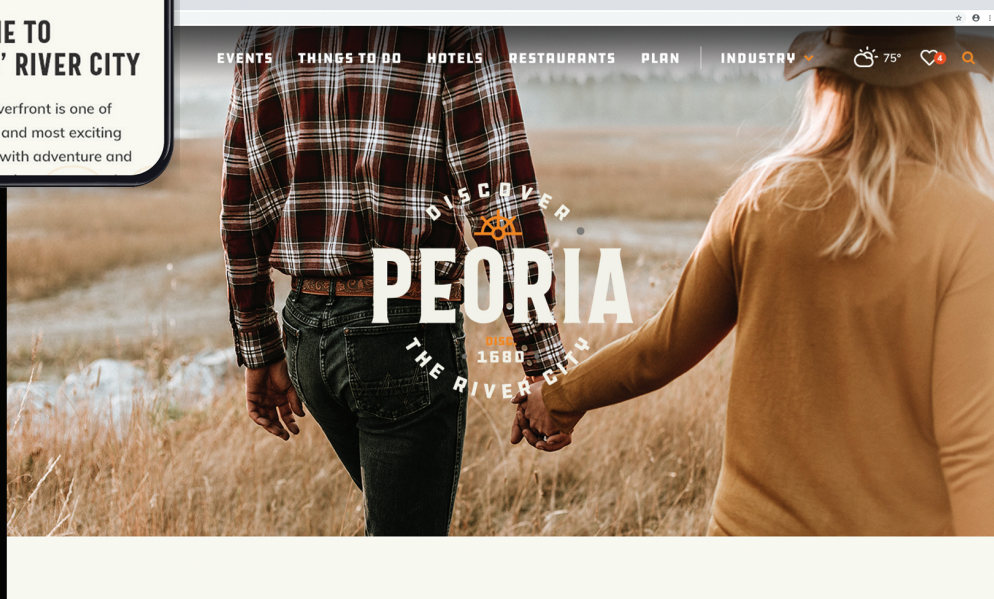 IE TO
' RIVER CITY
verfront is one of
and most exciting
with adventure and
EVENTS THINGS TO DO HOTELS RESTAURANTS PLAN INDUSTRY 75° 4
DISCOVER
PEORIA
1680
THE RIVER CITY